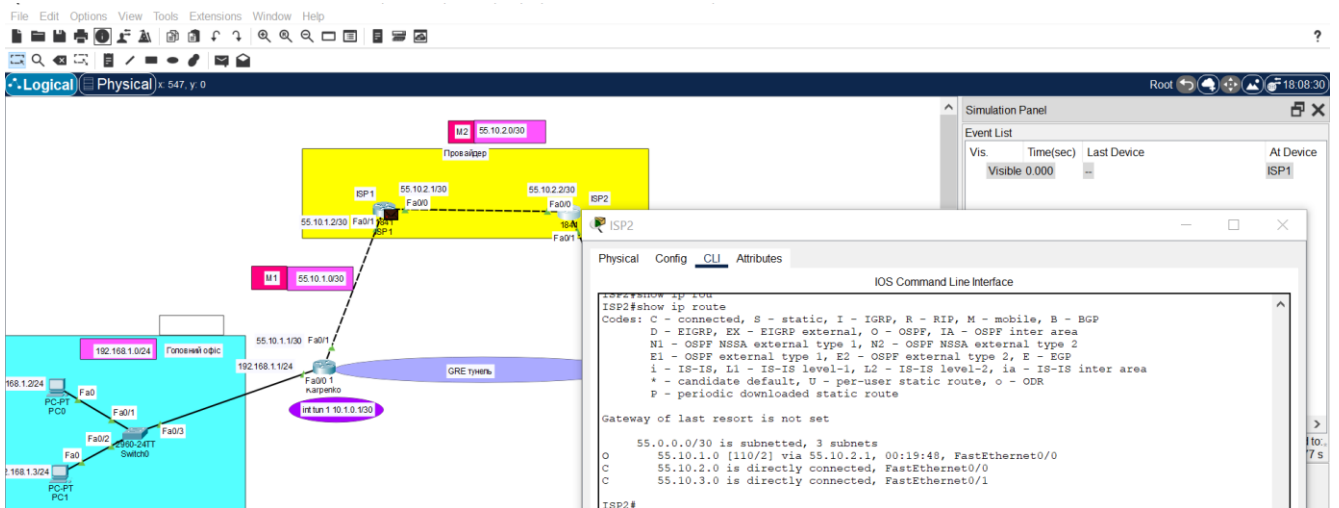 File Edit Options View Tools Extensions Window Help
?
Logical Physical x: 547, y: 0
Root 18:08:30
Simulation Panel
Event List
Vis. Time(sec) Last Device At Device
Visible 0.000 -- ISP1
M2 55.10.2.0/30
Провайдер
ISP1 55.10.2.1/30 55.10.2.2/30 ISP2
Fa0/0 Fa0/0
55.10.1.2/30 Fa0/1 1841 1841
ISP1 Fa0/1
M1 55.10.1.0/30
192.168.1.0/24 Головний офіс
55.10.1.1/30 Fa0/1
192.168.1.1/24
Fa0/0 1
Karpenko
GRE тунель
int tun 1 10.1.0.1/30
168.1.2/24 Fa0
PC-PT
PC0
Fa0/1
Fa0/2 Fa0/3
2960-24TT
Switch0
Fa0
2.168.1.3/24
PC-PT
PC1
ISP2
Physical Config CLI Attributes
IOS Command Line Interface
ISP2#show ip rou
ISP2#show ip route
Codes: C - connected, S - static, I - IGRP, R - RIP, M - mobile, B - BGP
D - EIGRP, EX - EIGRP external, O - OSPF, IA - OSPF inter area
N1 - OSPF NSSA external type 1, N2 - OSPF NSSA external type 2
E1 - OSPF external type 1, E2 - OSPF external type 2, E - EGP
i - IS-IS, L1 - IS-IS level-1, L2 - IS-IS level-2, ia - IS-IS inter area
* - candidate default, U - per-user static route, o - ODR
P - periodic downloaded static route
Gateway of last resort is not set
55.0.0.0/30 is subnetted, 3 subnets
O 55.10.1.0 [110/2] via 55.10.2.1, 00:19:48, FastEthernet0/0
C 55.10.2.0 is directly connected, FastEthernet0/0
C 55.10.3.0 is directly connected, FastEthernet0/1
ISP2#